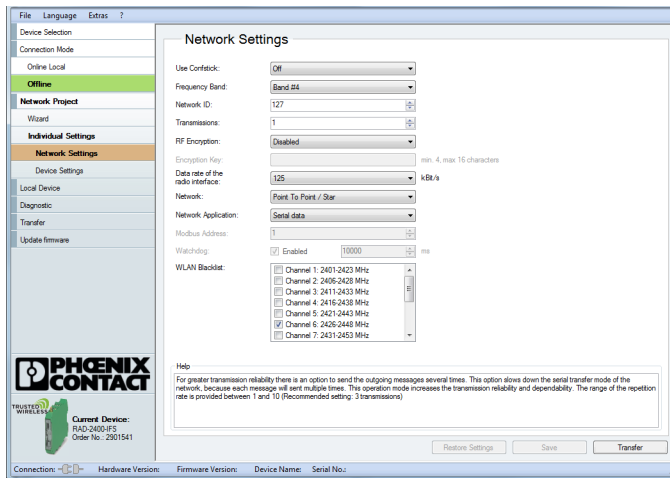 File Language Extras ?
Device Selection
Connection Mode
Online Local
Offline
Network Project
Wizard
Individual Settings
Network Settings
Device Settings
Local Device
Diagnostic
Transfer
Update firmware
PHŒNIX
CONTACT
TRUSTED
WIRELESS
Current Device:
RAD-2400-IFS
Order No.: 2901541
Network Settings
Use Confstick: Off
Frequency Band: Band #4
Network ID: 127
Transmissions: 1
RF Encryption: Disabled
Encryption Key: min. 4, max 16 characters
Data rate of the
radio interface: 125 kBit/s
Network: Point To Point / Star
Network Application: Serial data
Modbus Address: 1
Watchdog: Enabled 10000 ms
WLAN Blacklist:
Channel 1: 2401-2423 MHz
Channel 2: 2406-2428 MHz
Channel 3: 2411-2433 MHz
Channel 4: 2416-2438 MHz
Channel 5: 2421-2443 MHz
Channel 6: 2426-2448 MHz
Channel 7: 2431-2453 MHz
Help
For greater transmission reliability there is an option to send the outgoing messages several times. This option slows down the serial transfer mode of the
network, because each message will sent multiple times. This operation mode increases the transmission reliability and dependability. The range of the repetition
rate is provided between 1 and 10 (Recommended setting: 3 transmissions)
Restore Settings Save Transfer
Connection: Hardware Version: Firmware Version: Device Name: Serial No.: